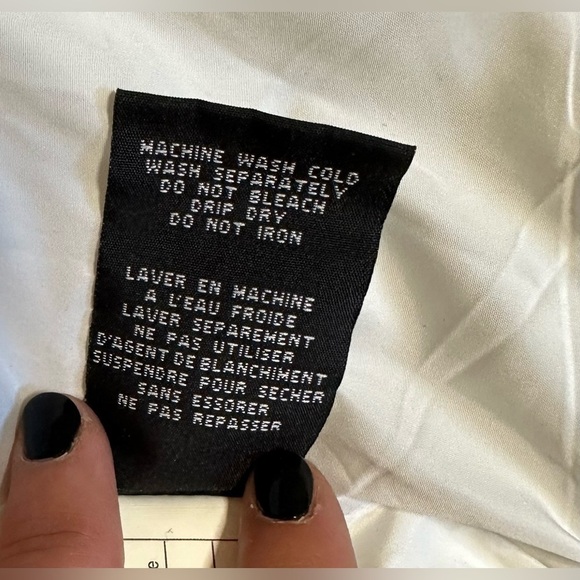 MACHINE WASH COLD
WASH SEPARATELY
DO NOT BLEACH
DRIP DRY
DO NOT IRON
LAVER EN MACHINE
A L'EAU FROIDE
LAVER SEPAREMENT
NE PAS UTILISER
D'AGENT DE BLANCHIMENT
SUSPENDRE POUR SECHER
SANS ESSORER
NE PAS REPASSER